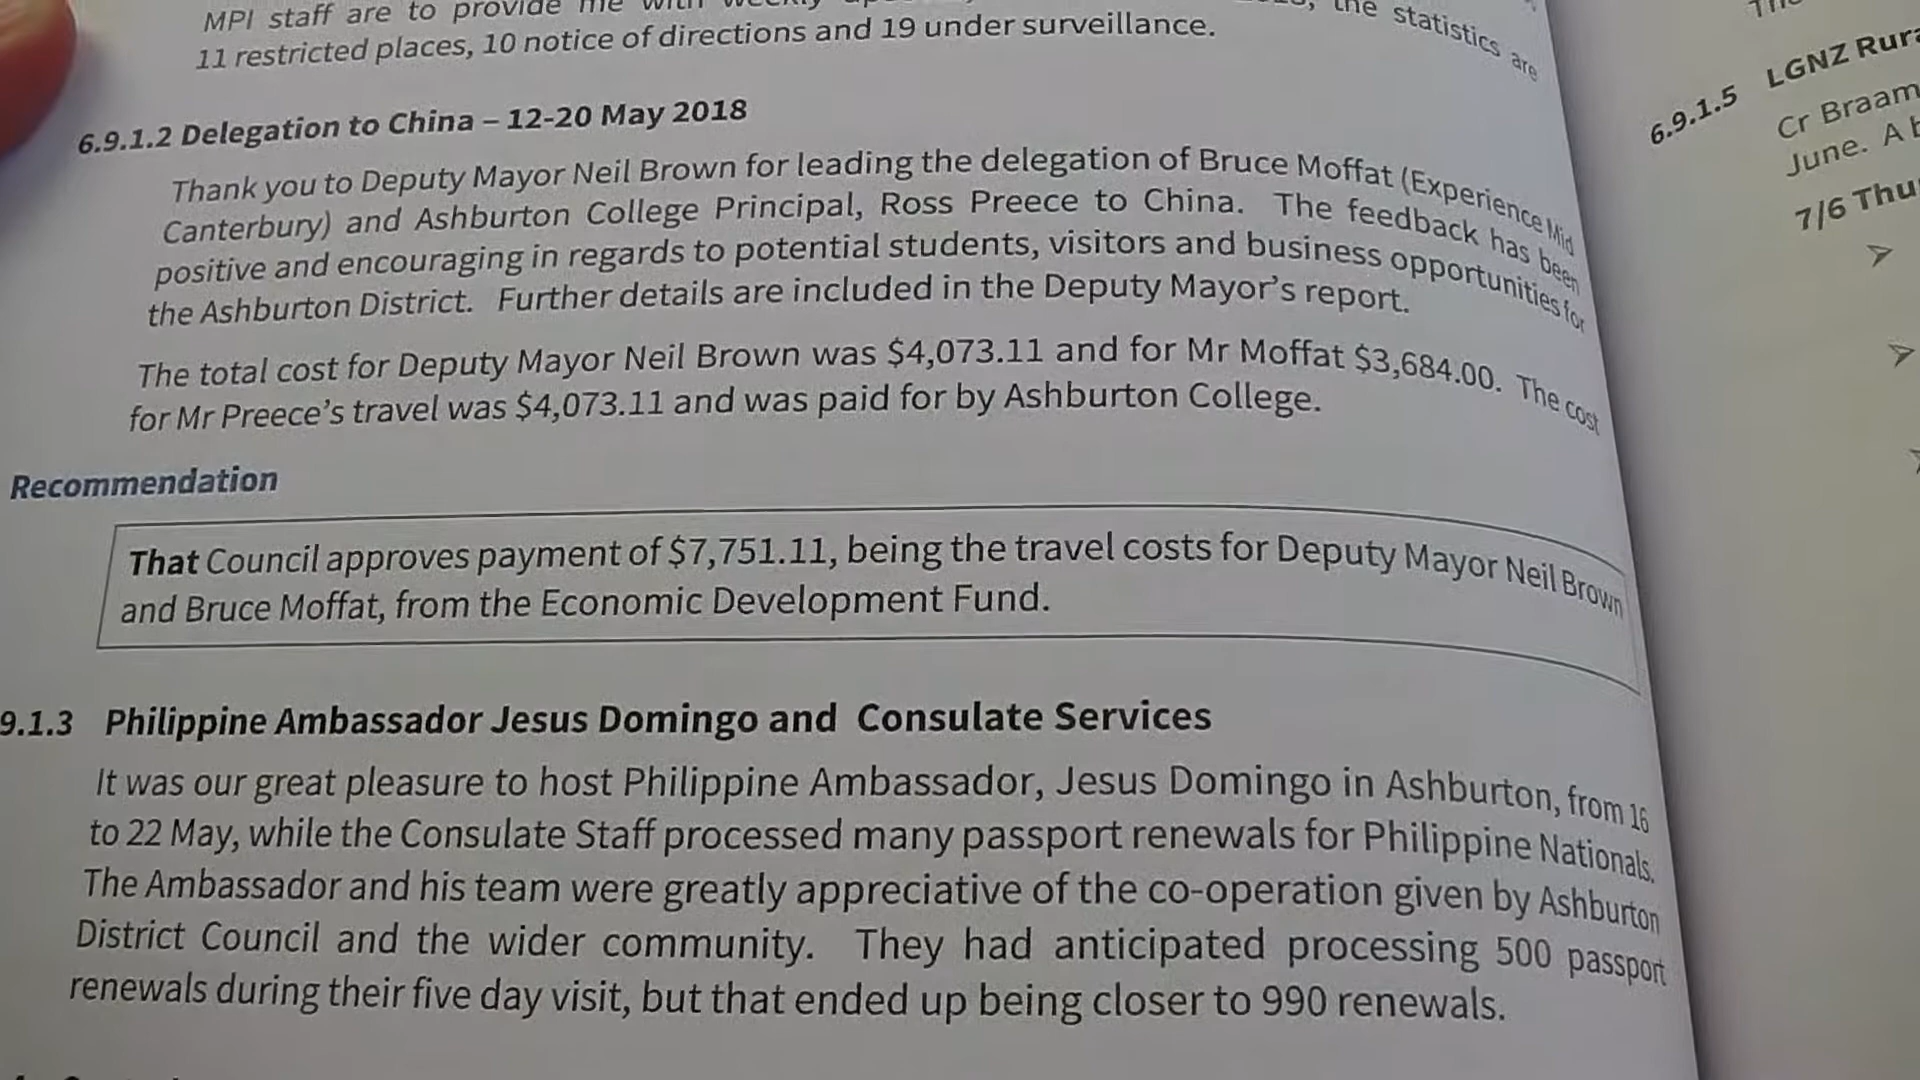 MPI staff are to provide me with weekly the statistics are
11 restricted places, 10 notice of directions and 19 under surveillance.
6.9.1.2 Delegation to China – 12-20 May 2018
Thank you to Deputy Mayor Neil Brown for leading the delegation of Bruce Moffat (Experience Mid
Canterbury) and Ashburton College Principal, Ross Preece to China. The feedback has been
positive and encouraging in regards to potential students, visitors and business opportunities for
the Ashburton District. Further details are included in the Deputy Mayor’s report.
The total cost for Deputy Mayor Neil Brown was $4,073.11 and for Mr Moffat $3,684.00. The cost
for Mr Preece’s travel was $4,073.11 and was paid for by Ashburton College.
Recommendation
That Council approves payment of $7,751.11, being the travel costs for Deputy Mayor Neil Brown
and Bruce Moffat, from the Economic Development Fund.
9.1.3 Philippine Ambassador Jesus Domingo and Consulate Services
It was our great pleasure to host Philippine Ambassador, Jesus Domingo in Ashburton, from 16
to 22 May, while the Consulate Staff processed many passport renewals for Philippine Nationals.
The Ambassador and his team were greatly appreciative of the co-operation given by Ashburton
District Council and the wider community. They had anticipated processing 500 passport
renewals during their five day visit, but that ended up being closer to 990 renewals.
6.9.1.5 LGNZ Rura
Cr Braam
June. A b
7/6 Thu